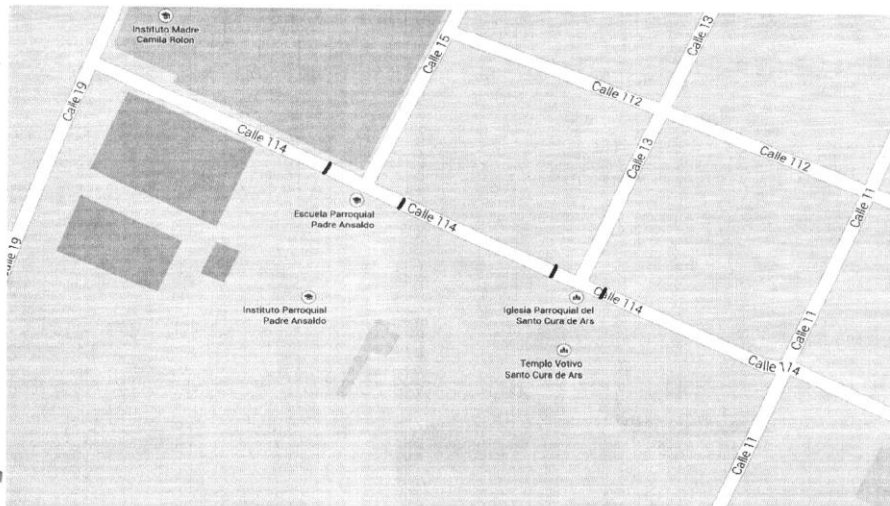 Instituto Madre
Camila Rolon
Calle 19
Calle 15
Calle 13
Calle 112
Calle 114
Calle 13
Calle 112
Escuela Parroquial
Padre Ansaldo
Calle 114
Calle 11
Calle 19
Instituto Parroquial
Padre Ansaldo
Iglesia Parroquial del
Santo Cura de Ars
Calle 114
Calle 11
Templo Votivo
Santo Cura de Ars
Calle 114
Calle 11